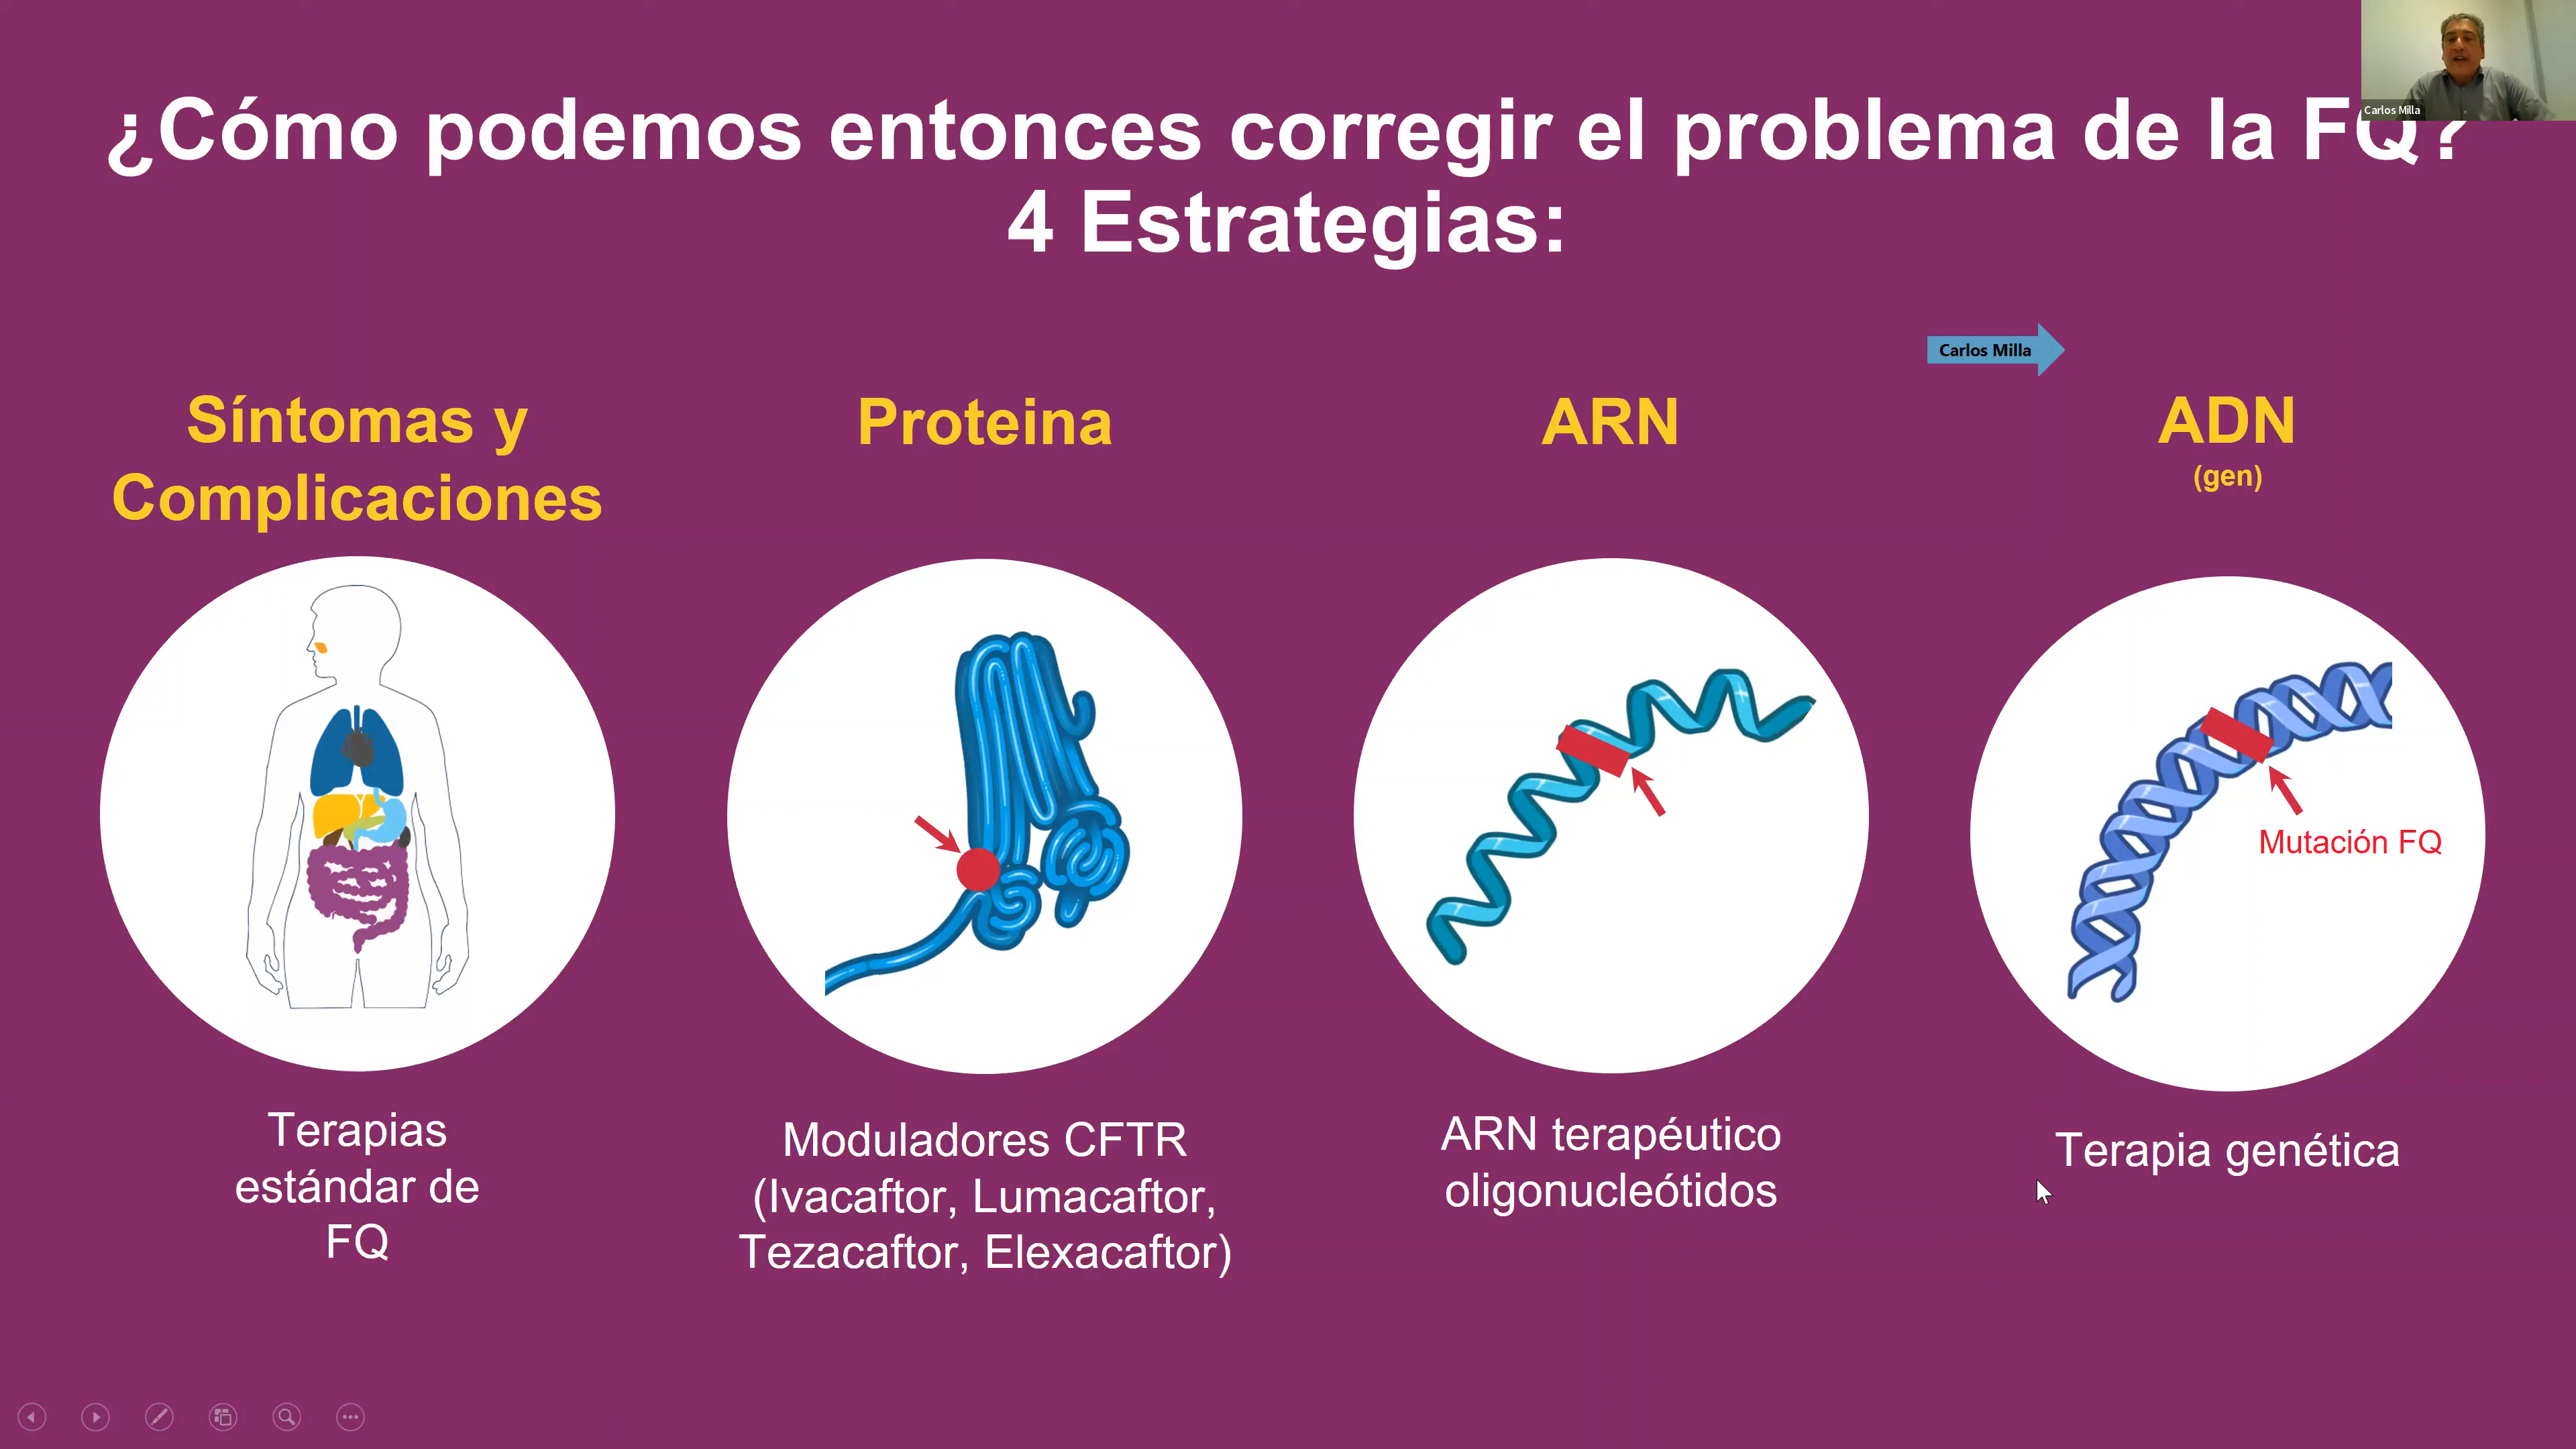 ¿Cómo podemos entonces corregir el problema de la FQ?
4 Estrategias:
Carlos Milla
Carlos Milla
Síntomas y
Complicaciones
Terapias
estándar de
FQ
Proteina
Moduladores CFTR
(Ivacaftor, Lumacaftor,
Tezacaftor, Elexacaftor)
ARN
ARN terapéutico
oligonucleótidos
ADN
(gen)
Mutación FQ
Terapia genética